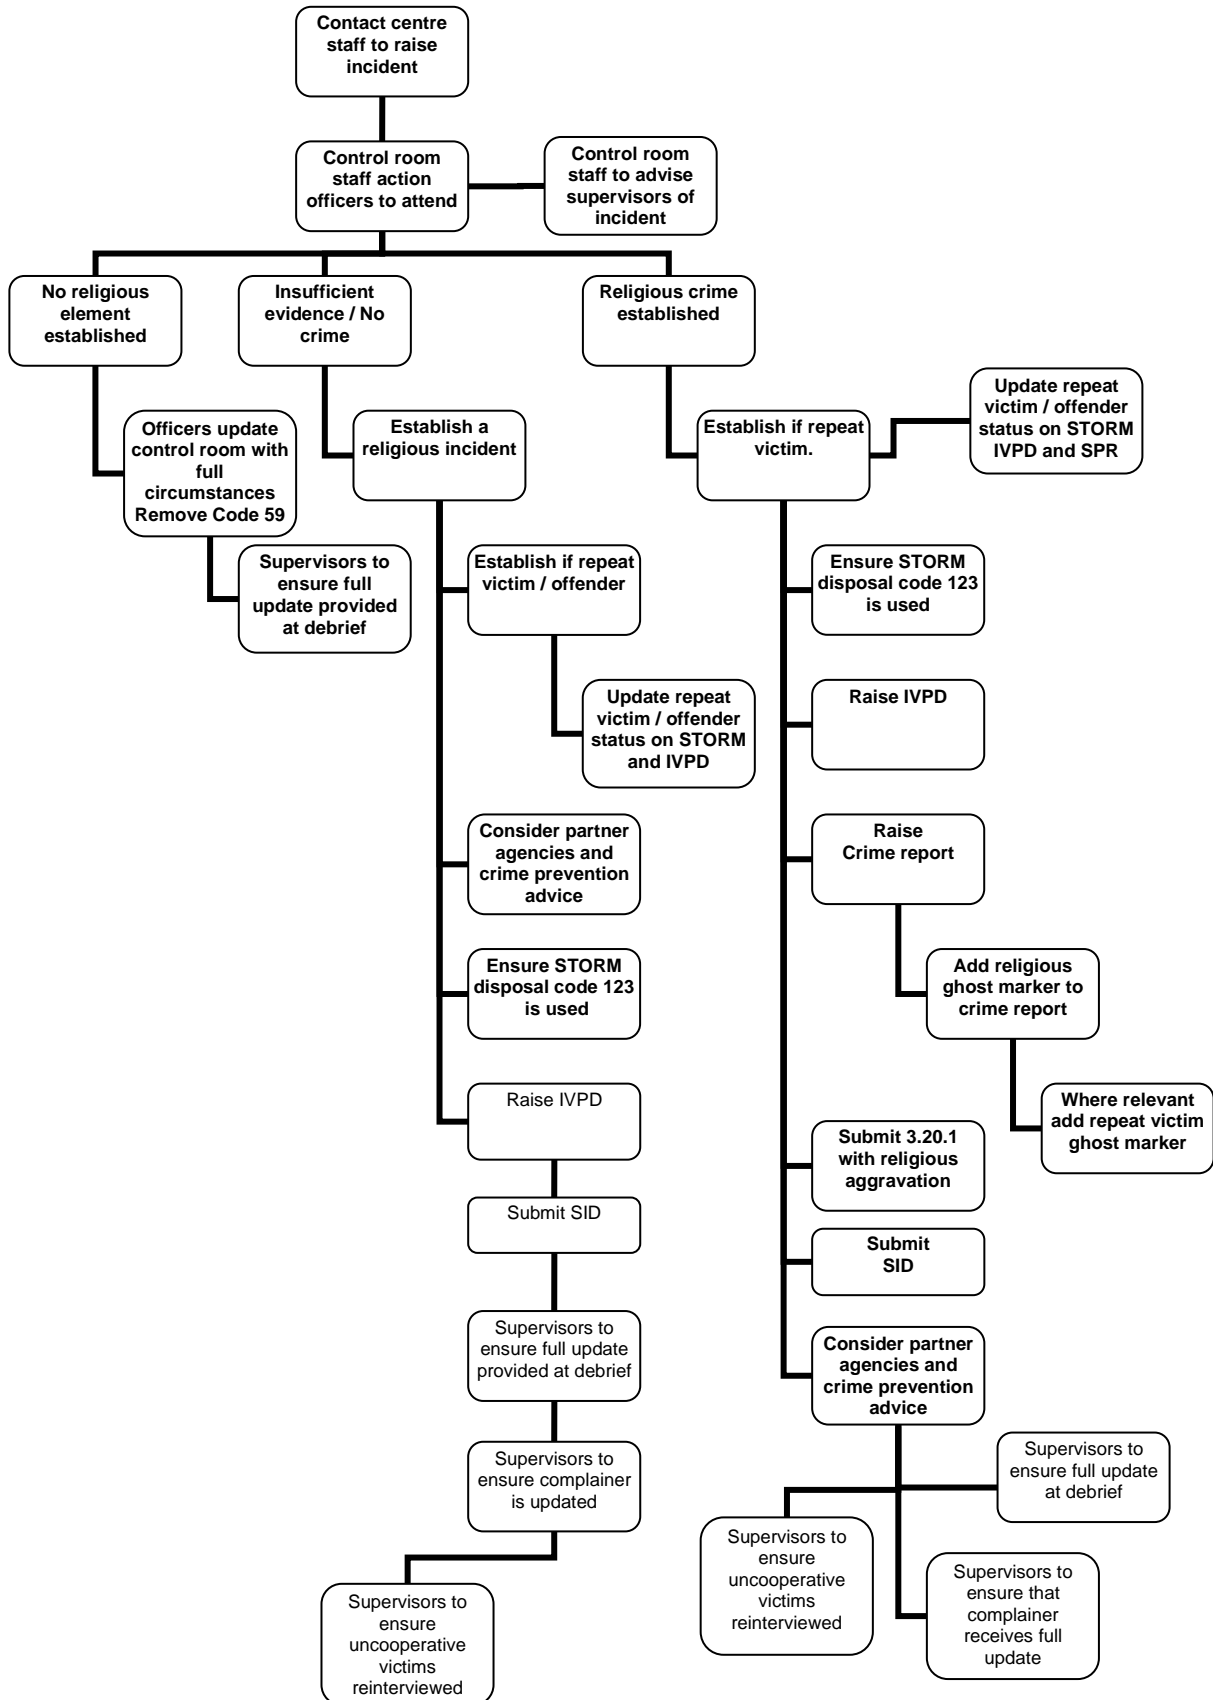 Contact centre
staff to raise
incident
Control room
staff action
officers to attend
Control room
staff to advise
supervisors of
incident
No religious
element
established
Insufficient
evidence / No
crime
Religious crime
established
Officers update
control room with
full
circumstances
Remove Code 59
Supervisors to
ensure full
update provided
at debrief
Establish a
religious incident
Establish if repeat
victim / offender
Update repeat
victim / offender
status on STORM
and IVPD
Consider partner
agencies and
crime prevention
advice
Ensure STORM
disposal code 123
is used
Raise IVPD
Submit SID
Supervisors to
ensure full update
provided at debrief
Supervisors to
ensure complainer
is updated
Supervisors to
ensure
uncooperative
victims
reinterviewed
Establish if repeat
victim.
Update repeat
victim / offender
status on STORM
IVPD and SPR
Ensure STORM
disposal code 123
is used
Raise IVPD
Raise
Crime report
Add religious
ghost marker to
crime report
Where relevant
add repeat victim
ghost marker
Submit 3.20.1
with religious
aggravation
Submit
SID
Consider partner
agencies and
crime prevention
advice
Supervisors to
ensure full update
at debrief
Supervisors to
ensure
uncooperative
victims
reinterviewed
Supervisors to
ensure that
complainer
receives full
update